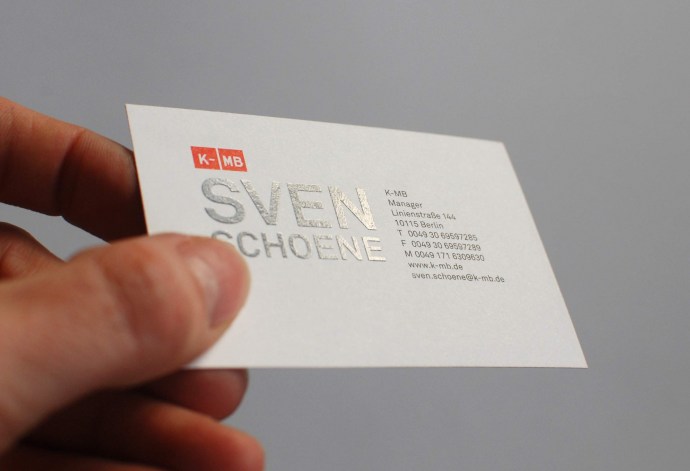 K~MB
SVEN
SCHOENE
K-MB
Manager
Linienstraße 144
10115 Berlin
T 0049 30 69597285
F 0049 30 69597289
M 0049 171 6309630
www.k-mb.de
sven.schoene@k-mb.de